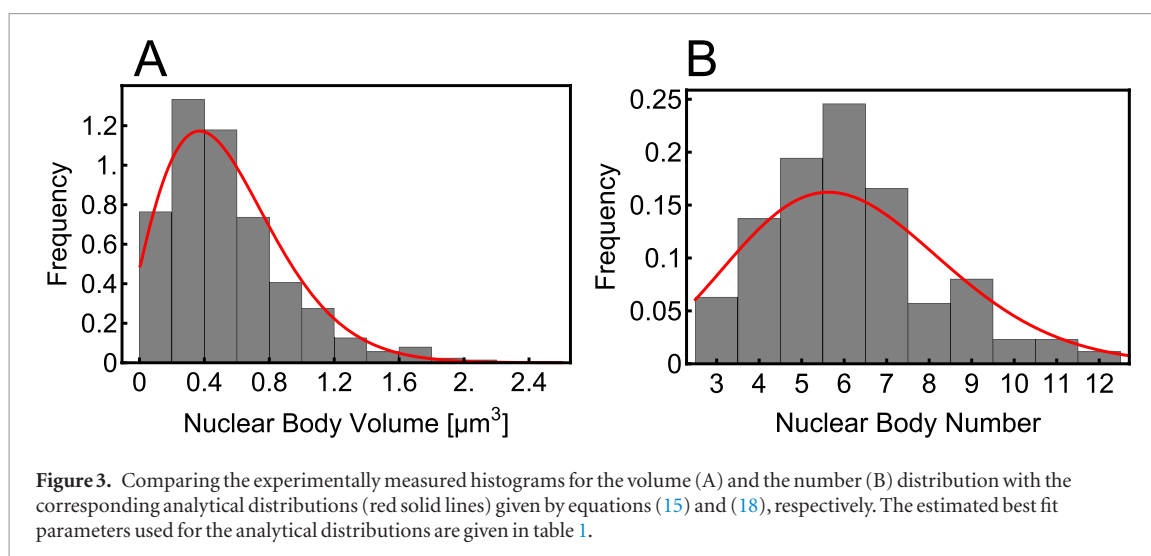 A
Frequency
1.2
1.
0.8
0.6
0.4
0.2
0
0 0.4 0.8 1.2 1.6 2. 2.4
Nuclear Body Volume [μm³]
B
Frequency
0.25
0.2
0.15
0.1
0.05
0
3 4 5 6 7 8 9 10 11 12
Nuclear Body Number
Figure 3. Comparing the experimentally measured histograms for the volume (A) and the number (B) distribution with the
corresponding analytical distributions (red solid lines) given by equations (15) and (18), respectively. The estimated best fit
parameters used for the analytical distributions are given in table 1.